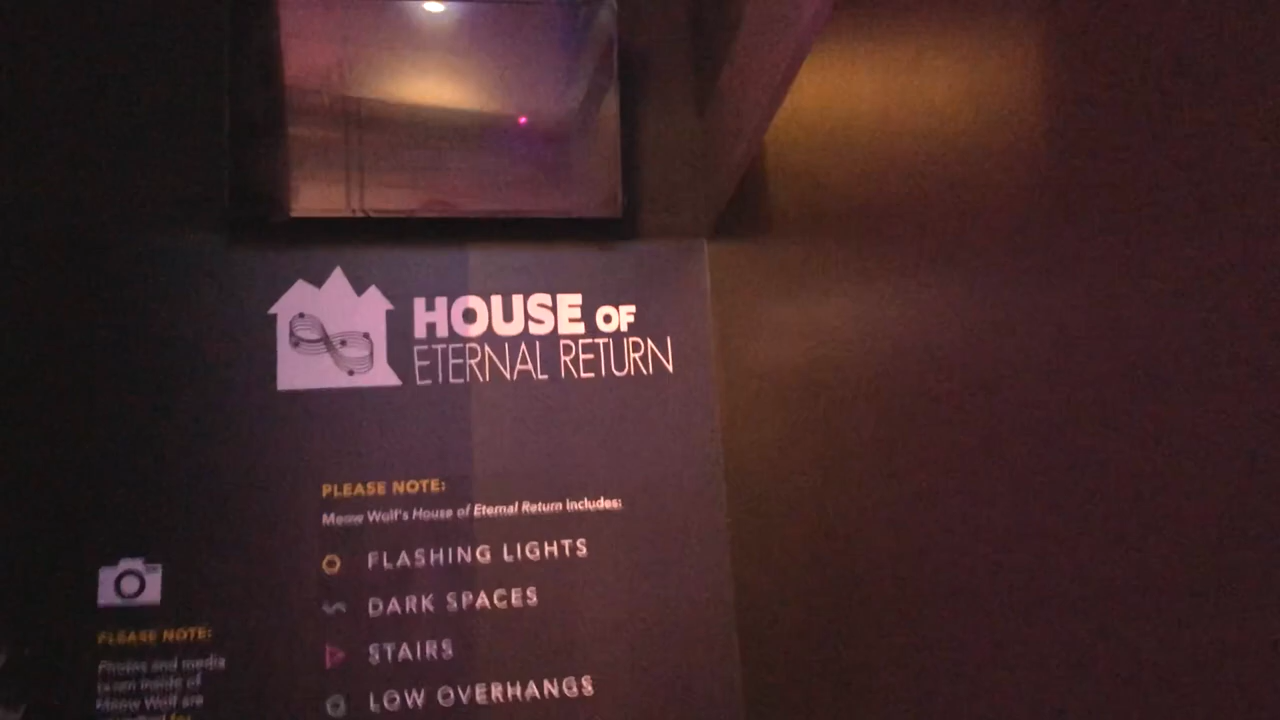 HOUSE OF
ETERNAL RETURN
PLEASE NOTE:
Meow Wolf's House of Eternal Return includes:
FLASHING LIGHTS
DARK SPACES
STAIRS
LOW OVERHANGS
PLEASE NOTE:
Photos and media
taken inside of
Meow Wolf are